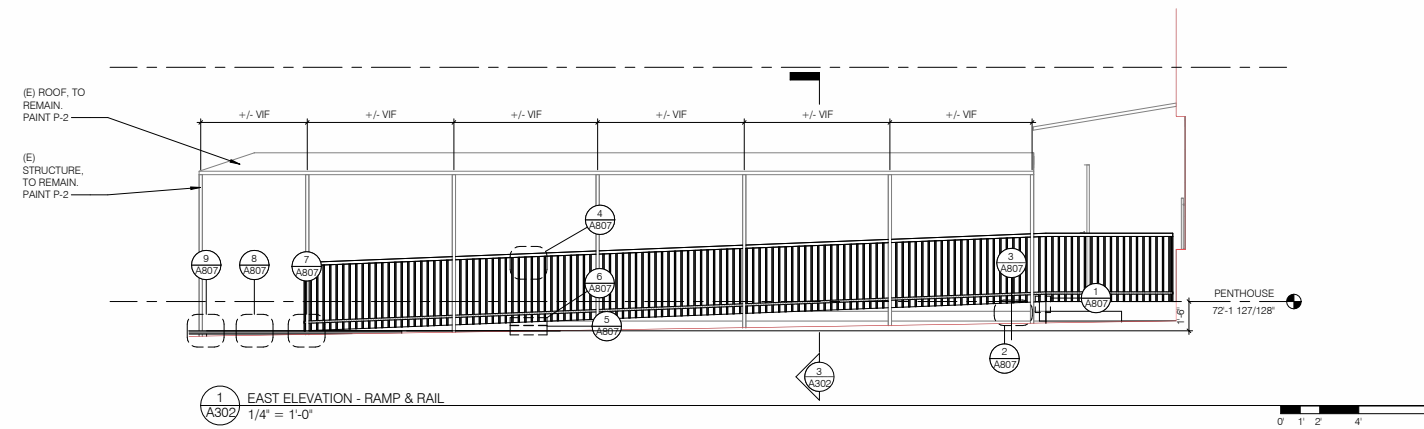 (E) ROOF, TO
REMAIN.
PAINT P-2
+/- VIF
+/- VIF
+/- VIF
+/- VIF
+/- VIF
+/- VIF
(E)
STRUCTURE,
TO REMAIN.
PAINT P-2
4
A807
9
A807
8
A807
7
A807
6
A807
3
A807
1
A807
5
A807
2
A807
PENTHOUSE
72'-1 127/128"
1'-6"
3
A302
1
A302
EAST ELEVATION - RAMP & RAIL
1/4" = 1'-0"
0' 1' 2' 4'